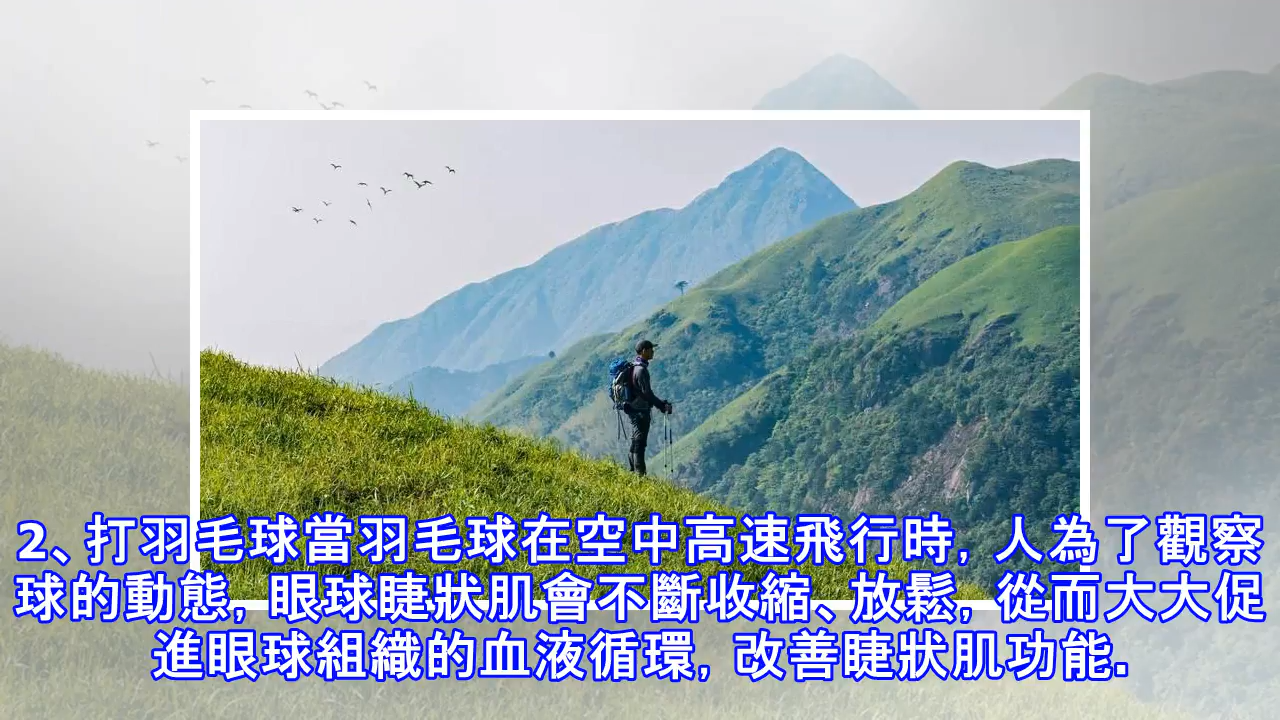 2、打羽毛球當羽毛球在空中高速飛行時, 人為了觀察
球的動態, 眼球睫狀肌會不斷收縮、放鬆, 從而大大促
進眼球組織的血液循環, 改善睫狀肌功能.